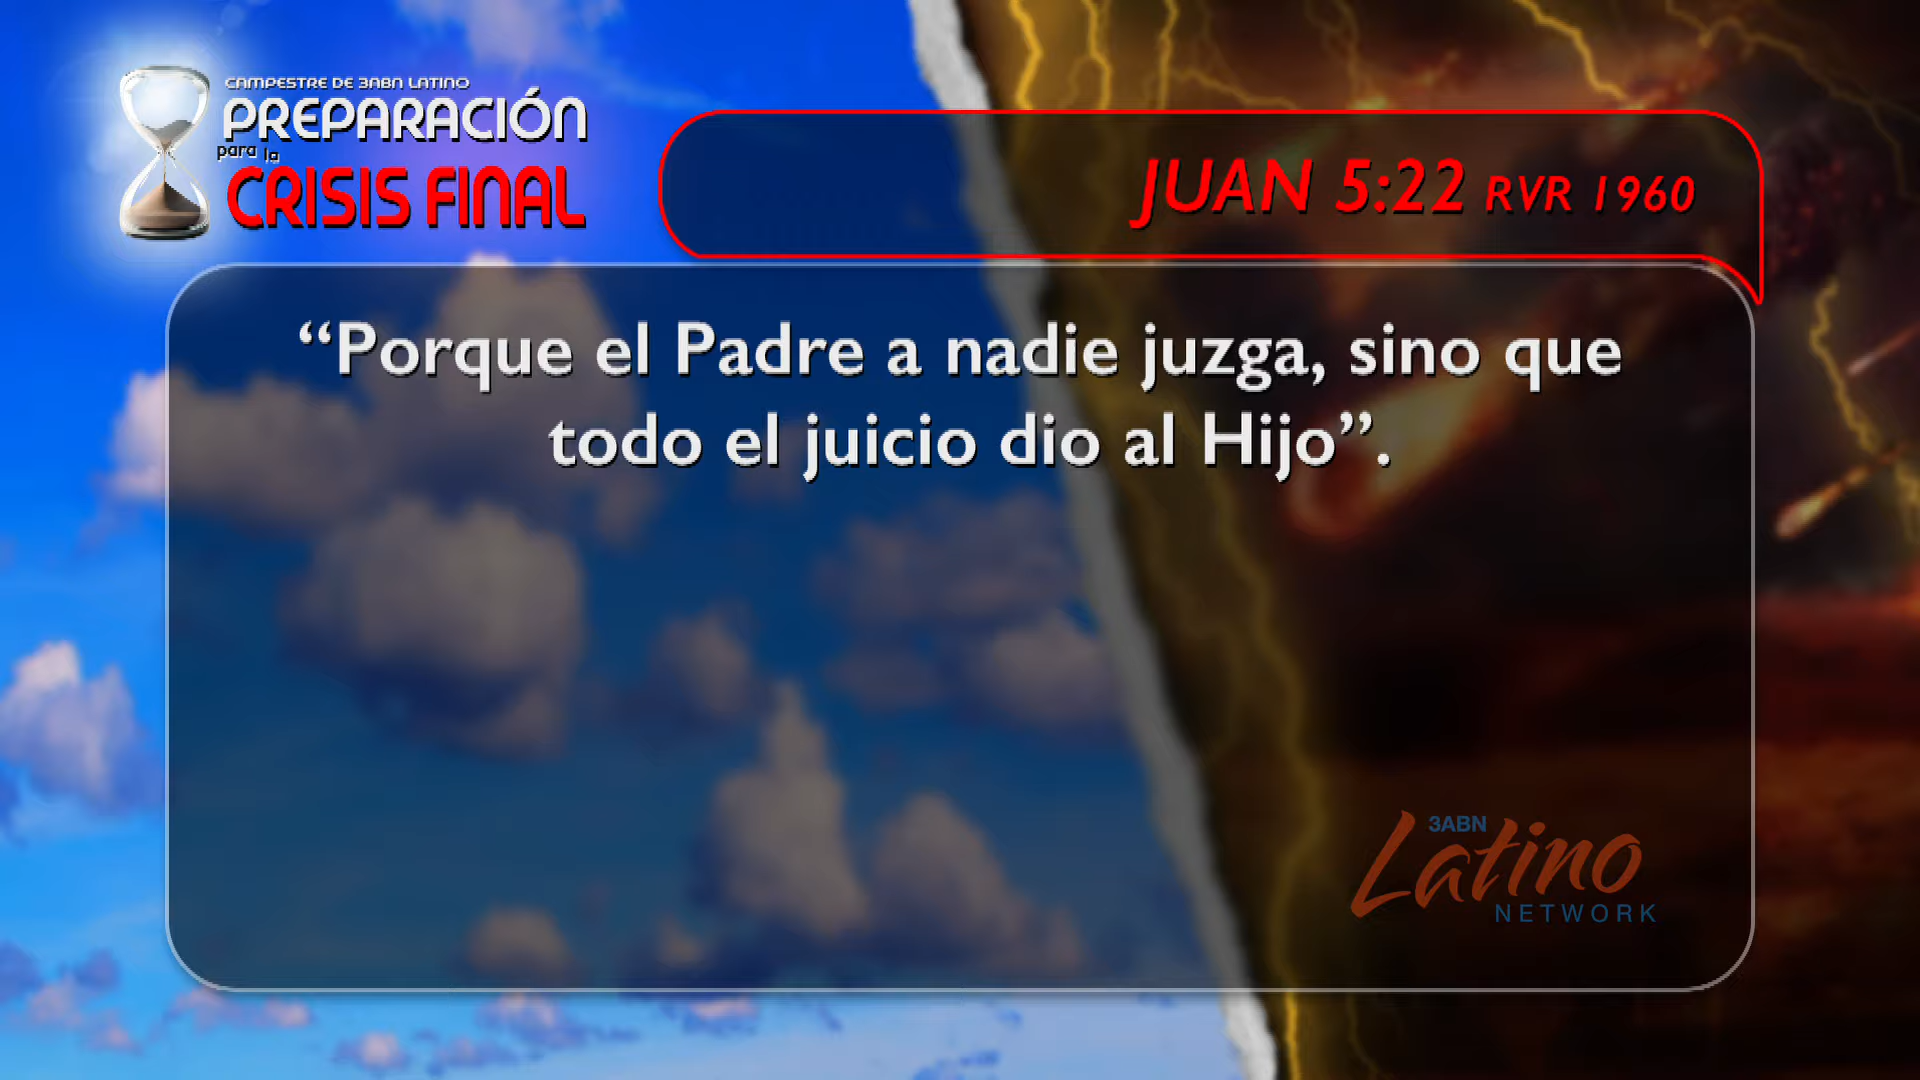 CAMPESTRE DE 3ABN LATINO
PREPARACIÓN
para la
CRISIS FINAL
JUAN 5:22 RVR 1960
“Porque el Padre a nadie juzga, sino que
todo el juicio dio al Hijo”.
3ABN
Latino
NETWORK